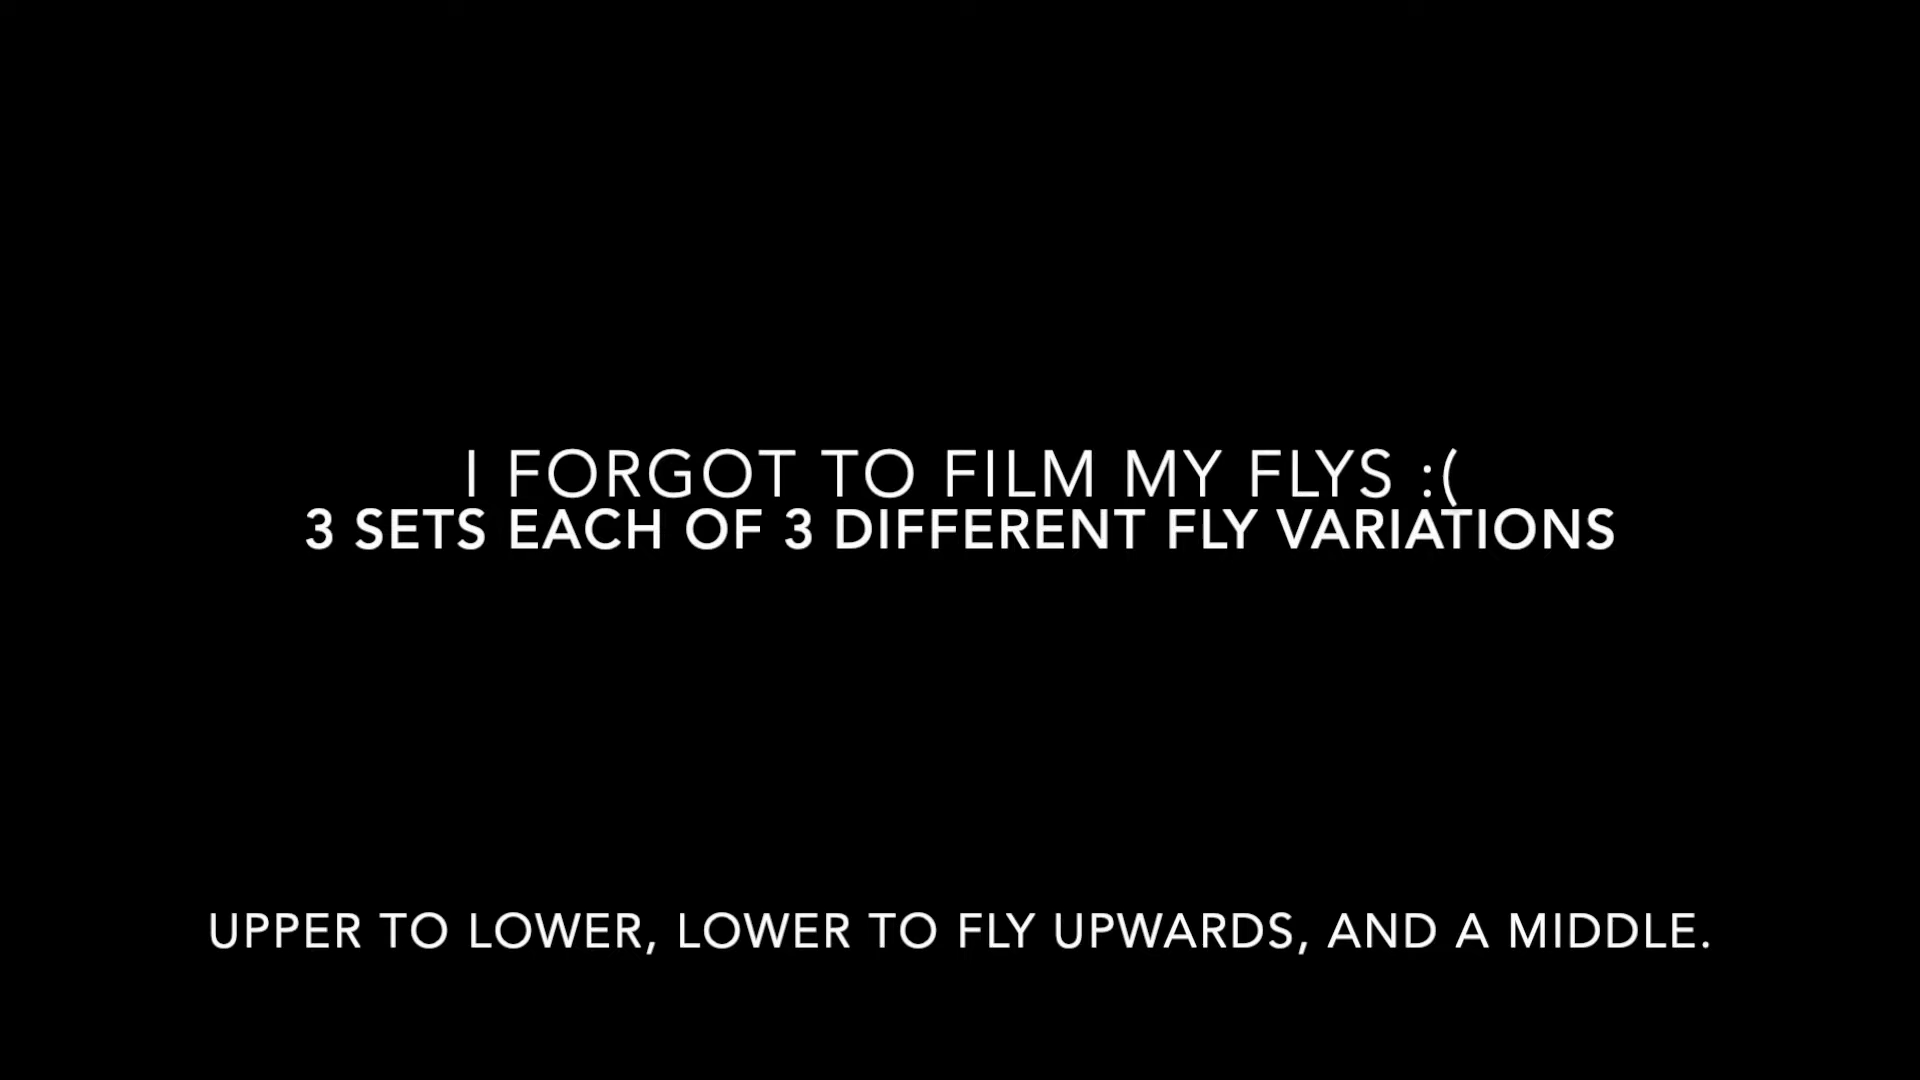 I FORGOT TO FILM MY FLYS :(
3 SETS EACH OF 3 DIFFERENT FLY VARIATIONS
UPPER TO LOWER, LOWER TO FLY UPWARDS, AND A MIDDLE.